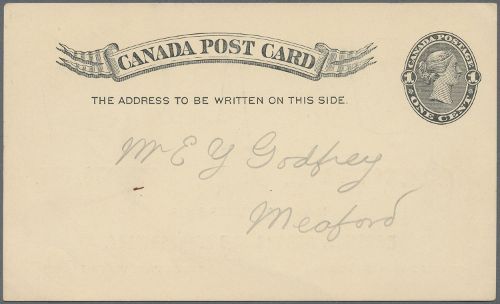 CANADA POST CARD
CANADA POSTAGE
1 1
ONE CENT
THE ADDRESS TO BE WRITTEN ON THIS SIDE.
Mr E Y Godfrey
Meaford